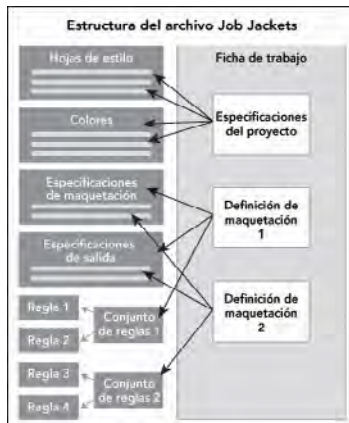 Estructura del archivo Job Jackets
Hojas de estilo
Colores
Especificaciones
de maquetación
Especificaciones
de salida
Regla 1
Regla 2
Conjunto
de reglas 1
Regla 3
Regla 4
Conjunto
de reglas 2
Ficha de trabajo
Especificaciones
del proyecto
Definición de
maquetación
1
Definición de
maquetación
2